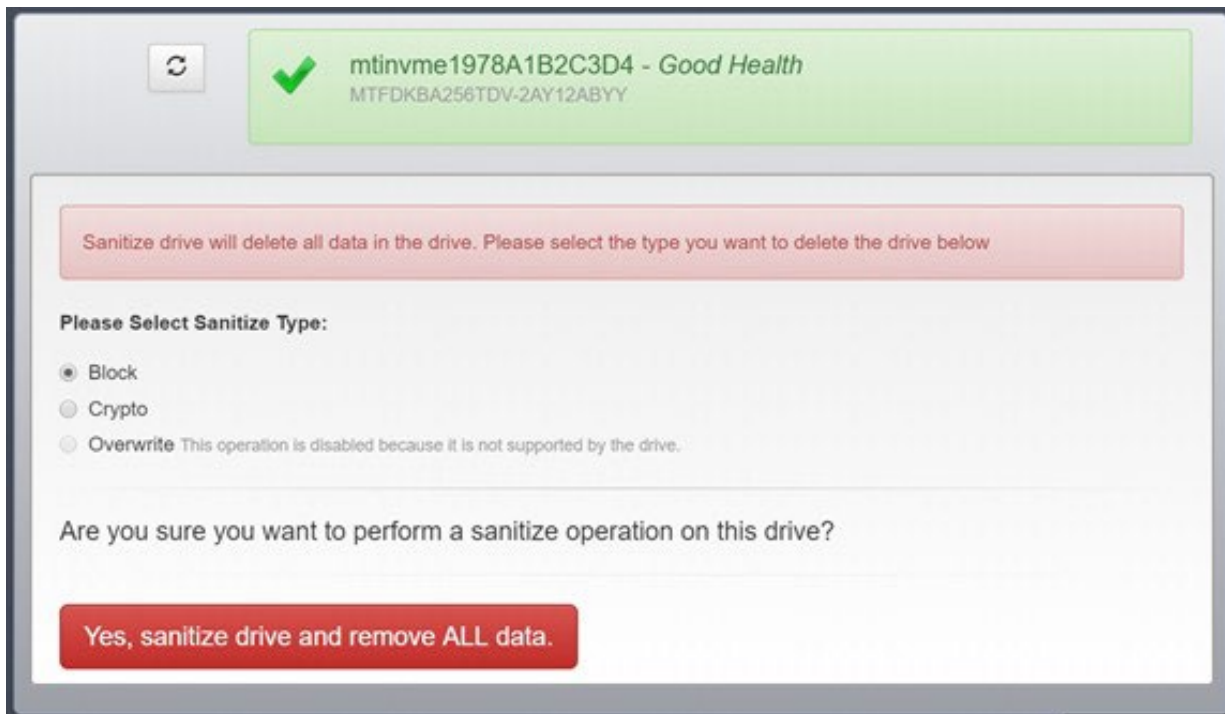 mtinvme1978A1B2C3D4 - Good Health
MTFDKBA256TDV-2AY12ABYY
Sanitize drive will delete all data in the drive. Please select the type you want to delete the drive below
Please Select Sanitize Type:
Block
Crypto
Overwrite This operation is disabled because it is not supported by the drive.
Are you sure you want to perform a sanitize operation on this drive?
Yes, sanitize drive and remove ALL data.